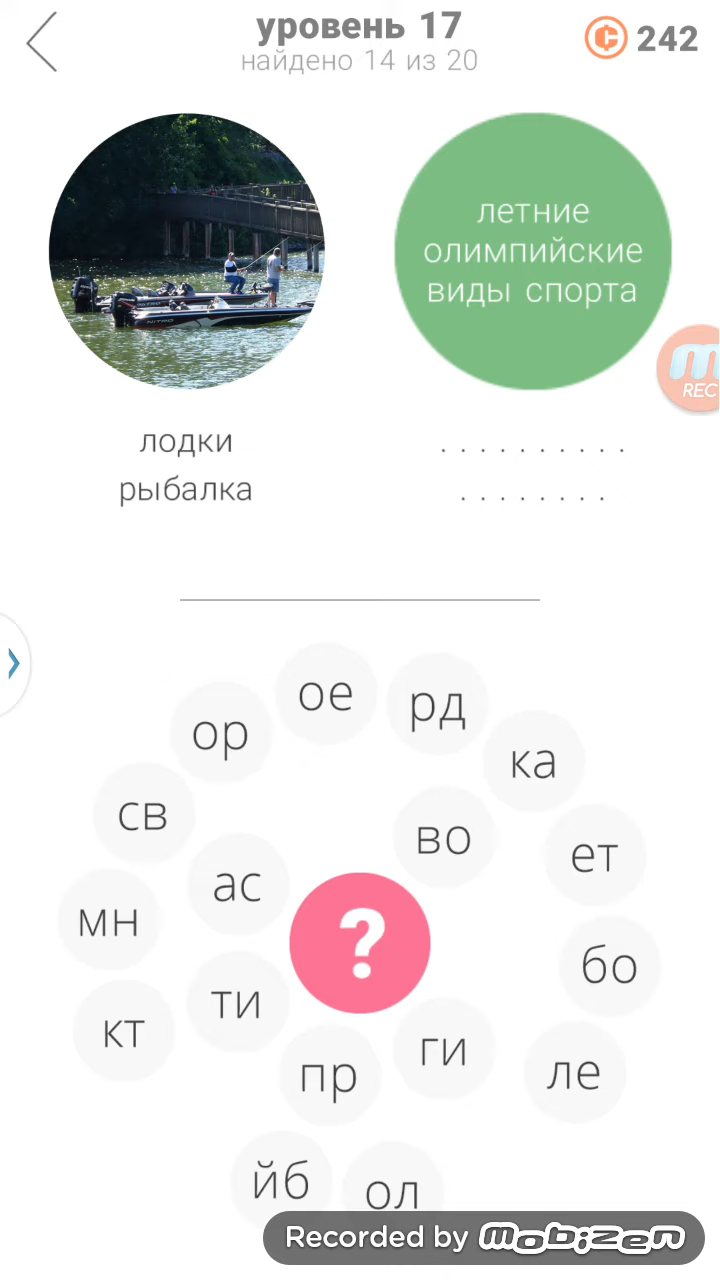 уровень 17
найдено 14 из 20
242
летние
олимпийские
виды спорта
REC
лодки
рыбалка
. . . . . . . . . .
. . . . . . . .
ое
рд
ор
ка
св
во
ет
ас
мн
?
бо
ти
кт
ги
пр
ле
йб
ол
Recorded by mobizen